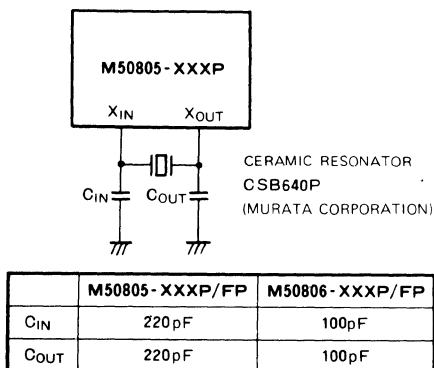 M50805-XXXP
XIN XOUT
CERAMIC RESONATOR
CIN COUT CSB640P
(MURATA CORPORATION)
M50805-XXXP/FP M50806-XXXP/FP
CIN 220pF 100pF
COUT 220pF 100pF